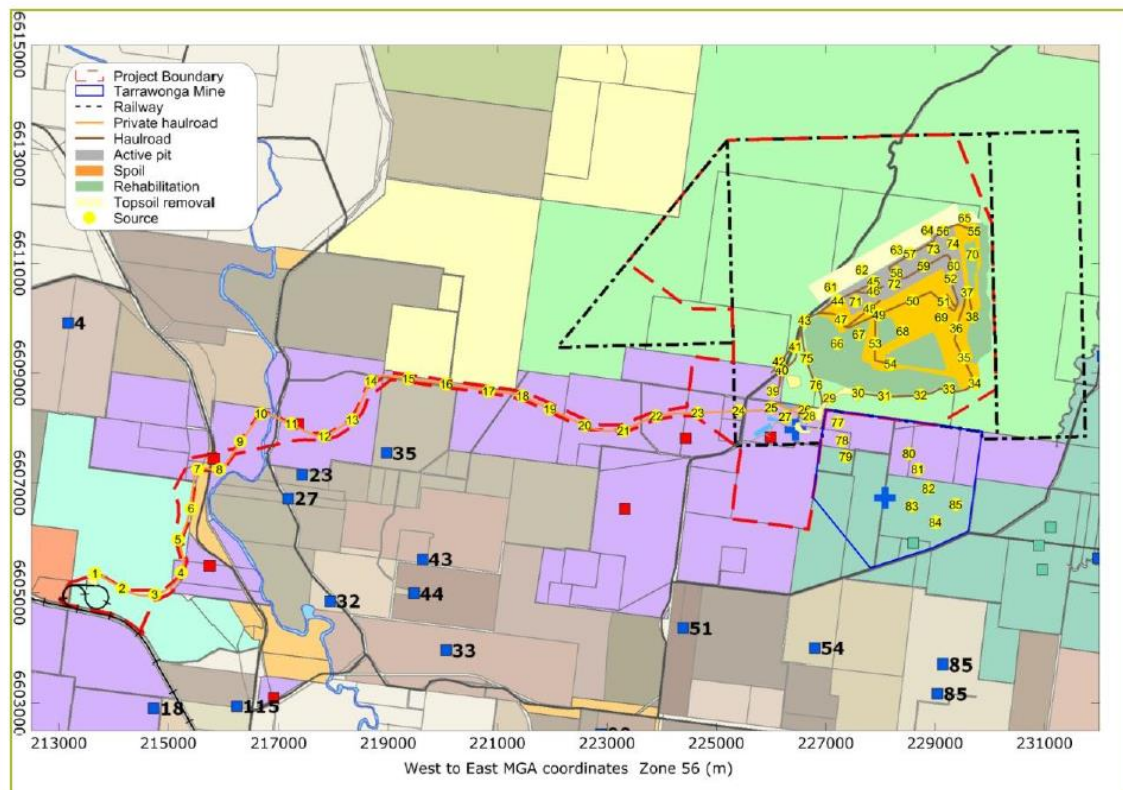 6615000
6613000
6611000
6609000
6607000
6605000
6603000
Project Boundary
Tarrawonga Mine
Railway
Private haulroad
Haulroad
Active pit
Spoil
Rehabilitation
Topsoil removal
Source
65
64 56 55
63 57 73 74 70
62 58 59 60
61 45 46 72 52
44 71 48 50 51 37
43 47 49 69 38
4
66 67 53 68 36
41 75 54 35
42 40 34
14 15 16 17 18 39 76 30 31 32 33
10 11 12 13 19 20 21 22 23 24 25 26 29
27 28 77
9 78
35 79 80
7 8 23 81
27 82
6 83 85
84
5
43
1 4
2 3 44
32
51
33 54
85
85
18 115
213000 215000 217000 219000 221000 223000 225000 227000 229000 231000
West to East MGA coordinates Zone 56 (m)